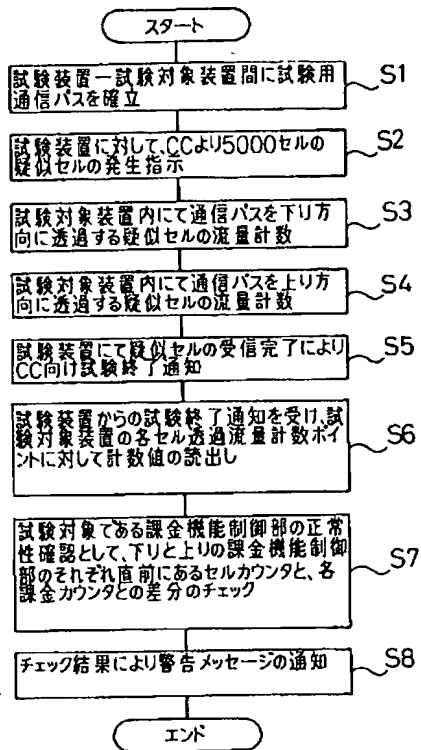 スタート
試験装置－試験対象装置間に試験用
通信パスを確立
S1
試験装置に対して、CCより5000セルの
疑似セルの発生指示
S2
試験対象装置内にて通信パスを下り方
向に透過する疑似セルの流量計数
S3
試験対象装置内にて通信パスを上り方
向に透過する疑似セルの流量計数
S4
試験装置にて疑似セルの受信完了により
CC向け試験終了通知
S5
試験装置からの試験終了通知を受け、試
験対象装置の各セル透過流量計数ポイ
ントに対して計数値の読出し
S6
試験対象である課金機能制御部の正常
性確認として、下りと上りの課金機能制御
部のそれぞれ直前にあるセルカウンタと、各
課金カウンタとの差分のチェック
S7
チェック結果により警告メッセージの通知
S8
エンド